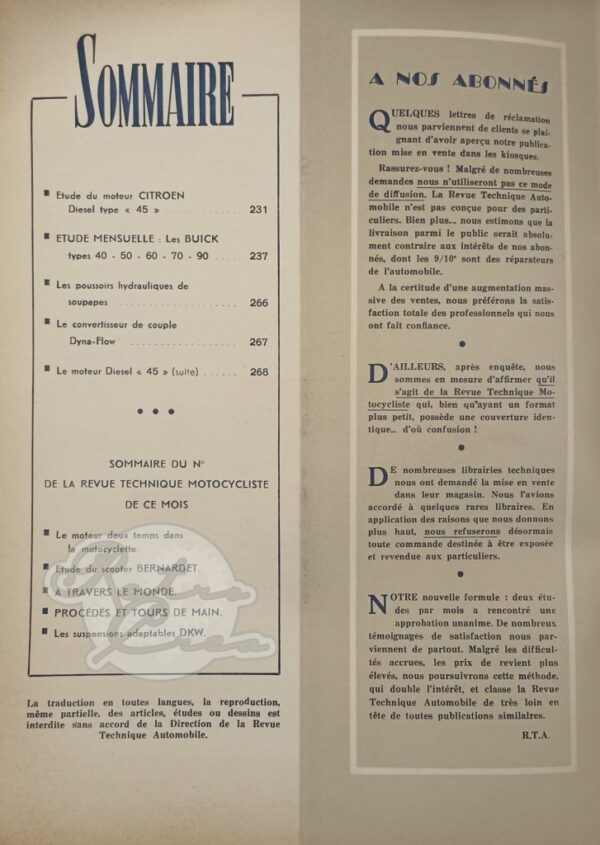 SOMMAIRE
Etude du moteur CITROEN
Diesel type « 45 » ............ 231
ETUDE MENSUELLE : Les BUICK
types 40 - 50 - 60 - 70 - 90 .... 237
Les poussoirs hydrauliques de
soupapes .................... 266
Le convertisseur de couple
Dyna-Flow .................. 267
Le moteur Diesel « 45 » (suite) ...... 268
SOMMAIRE DU N°
DE LA REVUE TECHNIQUE MOTOCYCLISTE
DE CE MOIS
Le moteur deux temps dans
la motocyclette.
Etude du scooter BERNARDET.
A TRAVERS LE MONDE.
PROCÉDÉS ET TOURS DE MAIN.
Les suspensions adaptables DKW.
Retro Crea
La traduction en toutes langues, la reproduction,
même partielle, des articles, études ou dessins est
interdite sans accord de la Direction de la Revue
Technique Automobile.
A NOS ABONNÉS
QUELQUES lettres de réclamation
nous parviennent de clients se plai-
gnant d'avoir aperçu notre publica-
tion mise en vente dans les kiosques.
Rassurez-vous ! Malgré de nombreuses
demandes nous n'utiliseront pas ce mode
de diffusion. La Revue Technique Auto-
mobile n'est pas conçue pour des parti-
culiers. Bien plus... nous estimons que la
livraison parmi le public serait absolu-
ment contraire aux intérêts de nos abon-
nés, dont les 9/10e sont des réparateurs
de l'automobile.
A la certitude d'une augmentation mas-
sive des ventes, nous préférons la satis-
faction totale des professionnels qui nous
ont fait confiance.
D'AILLEURS, après enquête, nous
sommes en mesure d'affirmer qu'il
s'agit de la Revue Technique Mo-
tocycliste qui, bien qu'ayant un format
plus petit, possède une couverture iden-
tique... d'où confusion !
DE nombreuses librairies techniques
nous ont demandé la mise en vente
dans leur magasin. Nous l'avions
accordé à quelques rares libraires. En
application des raisons que nous donnons
plus haut, nous refuserons désormais
toute commande destinée à être exposée
et revendue aux particuliers.
NOTRE nouvelle formule : deux étu-
des par mois a rencontré une
approbation unanime. De nombreux
témoignages de satisfaction nous par-
viennent de partout. Malgré les difficul-
tés accrues, les prix de revient plus
élevés, nous poursuivrons cette méthode,
qui double l'intérêt, et classe la Revue
Technique Automobile de très loin en
tête de toutes publications similaires.
R.T.A.